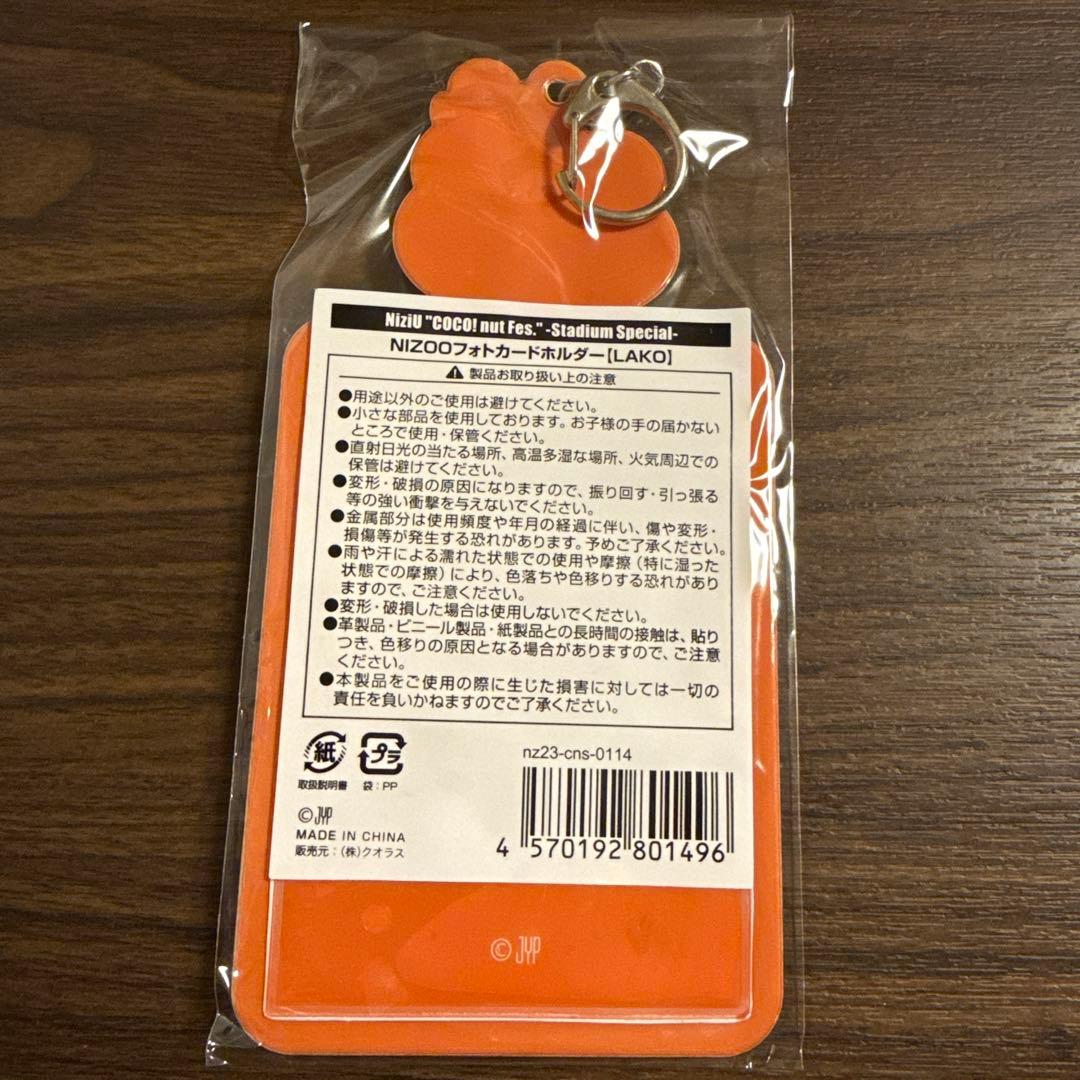 NiziU "COCO! nut Fes." -Stadium Special-
NIZOOフォトカードホルダー【LAKO】
製品お取り扱い上の注意
●用途以外のご使用は避けてください。
●小さな部品を使用しております。お子様の手の届かない
ところで使用・保管ください。
●直射日光の当たる場所、高温多湿な場所、火気周辺での
保管は避けてください。
●変形・破損の原因になりますので、振り回す・引っ張る
等の強い衝撃を与えないでください。
●金属部分は使用頻度や年月の経過に伴い、傷や変形・
損傷等が発生する恐れがあります。予めご了承ください。
●雨や汗による濡れた状態での使用や摩擦(特に湿った
状態での摩擦)により、色落ちや色移りする恐れがあり
ますので、ご注意ください。
●変形・破損した場合は使用しないでください。
●革製品・ビニール製品・紙製品との長時間の接触は、貼り
つき、色移りの原因となる場合がありますので、ご注意
ください。
●本製品をご使用の際に生じた損害に対しては一切の
責任を負いかねますのでご了承ください。
紙 プラ
取扱説明書 袋:PP
nz23-cns-0114
©JYP
MADE IN CHINA
販売元:(株)クオラス
4 570192 801496
©JYP